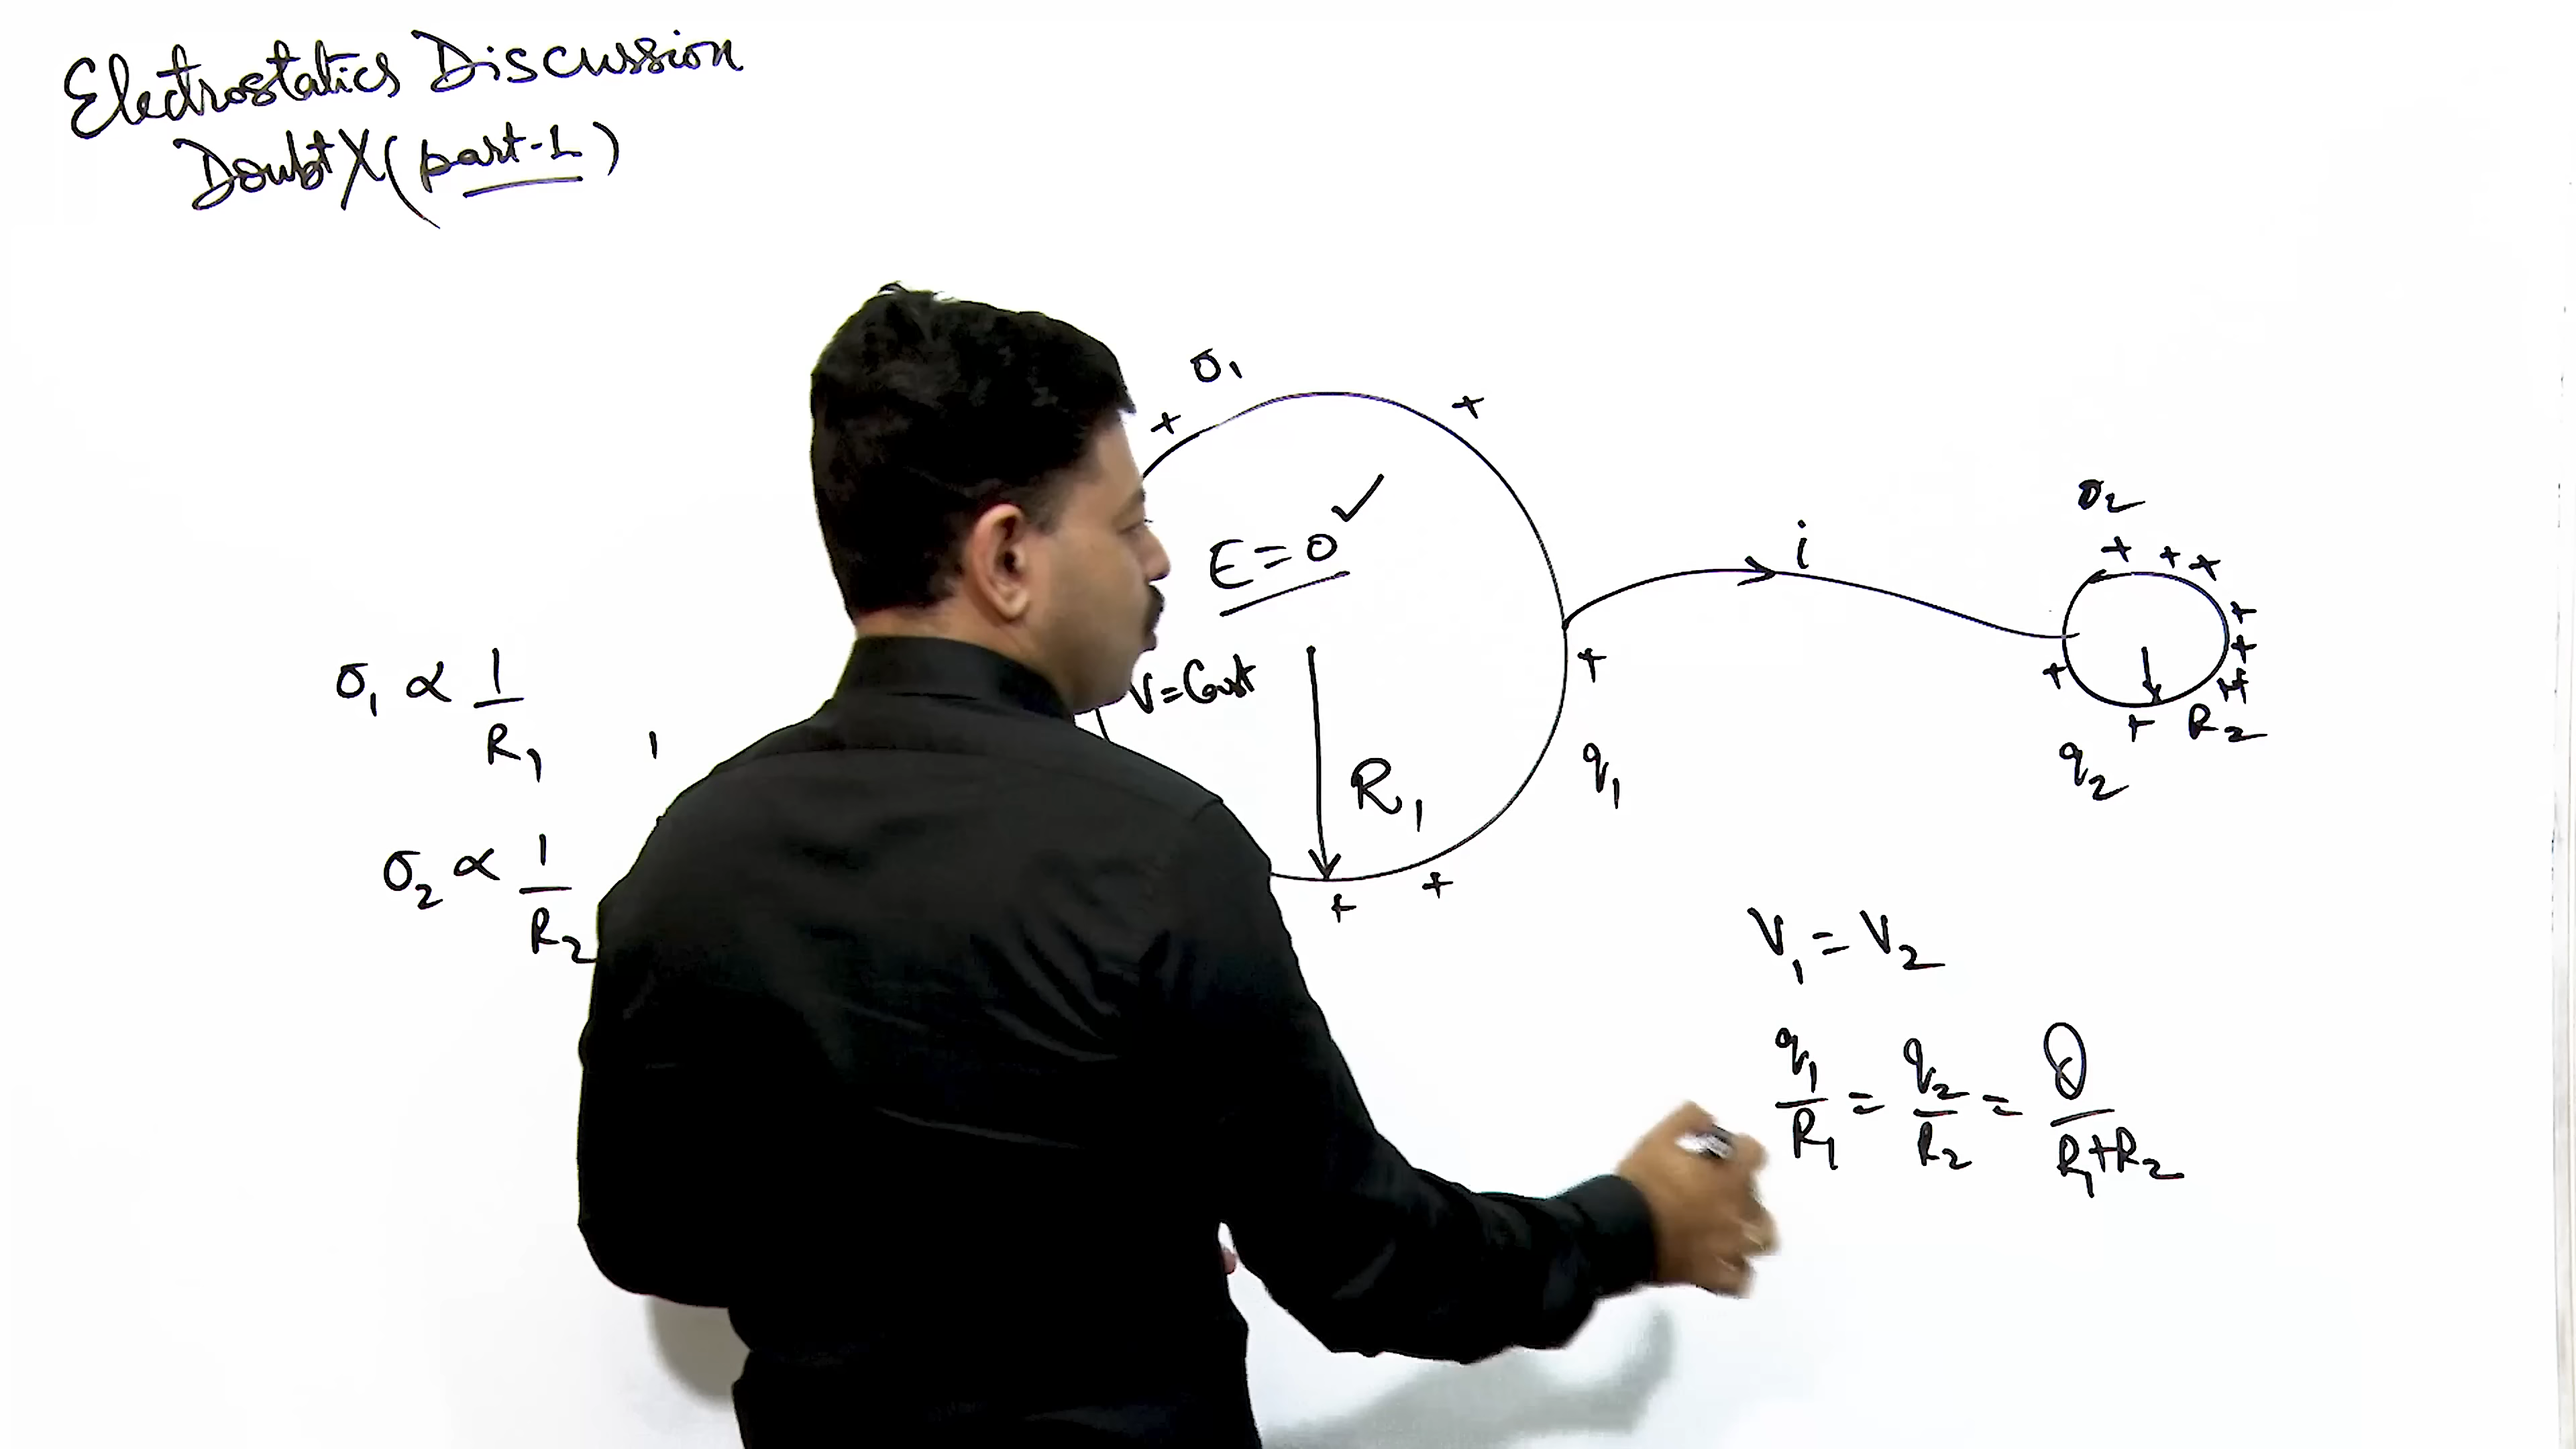 Electrostatics Discussion
Doubt X (part-1)
σ₁
+ +
E = 0 ✓
V = Const
R₁
+
q₁
+ +
i
σ₂
+ + +
+
+
+ +
+ R₂
q₂
σ₁ ∝ 1/R₁
σ₂ ∝ 1/R₂
V₁ = V₂
q₁/R₁ = q₂/R₂ = Q/R₁+R₂